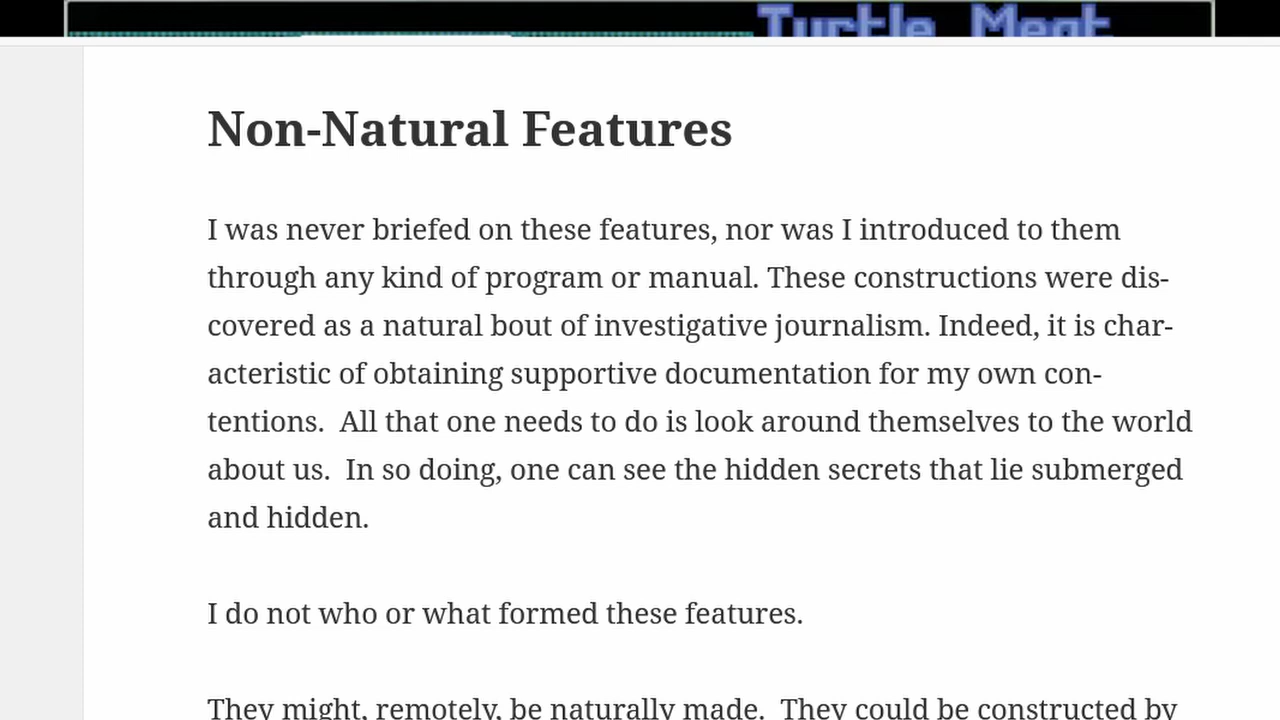 Turtle Meat
Non-Natural Features
I was never briefed on these features, nor was I introduced to them
through any kind of program or manual. These constructions were dis-
covered as a natural bout of investigative journalism. Indeed, it is char-
acteristic of obtaining supportive documentation for my own con-
tentions.  All that one needs to do is look around themselves to the world
about us.  In so doing, one can see the hidden secrets that lie submerged
and hidden.
I do not who or what formed these features.
They might, remotely, be naturally made.  They could be constructed by